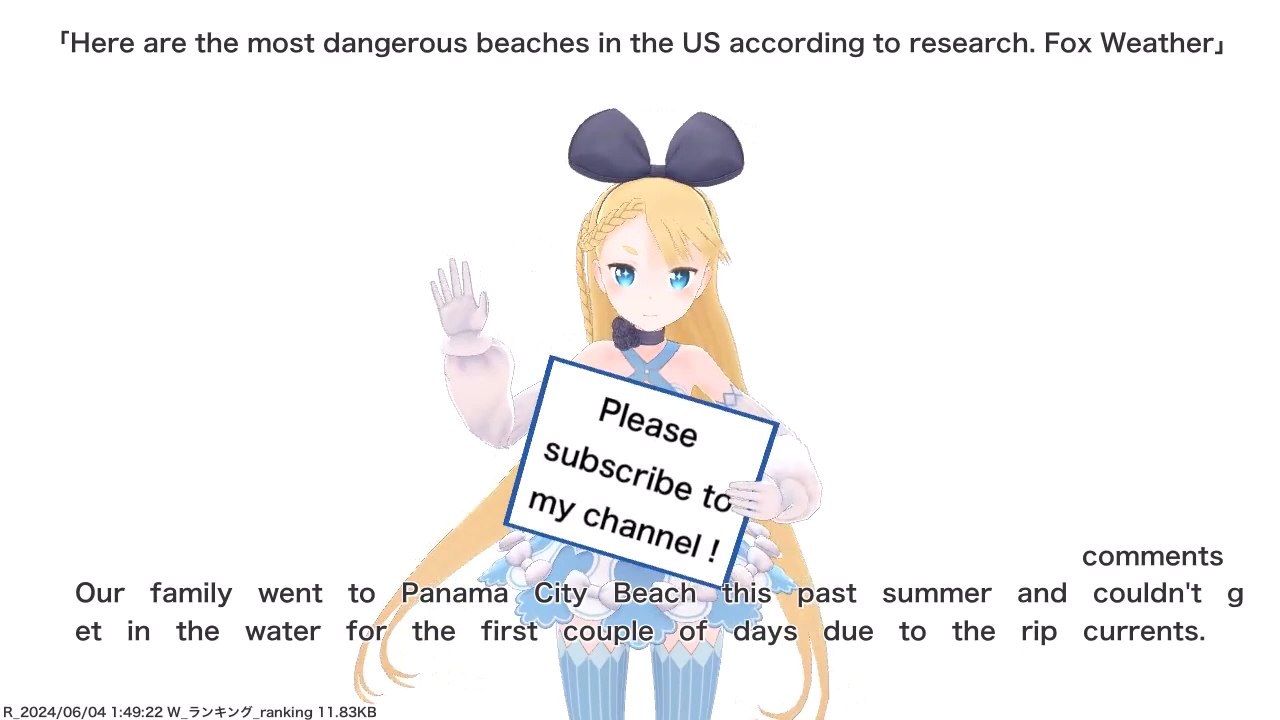 「Here are the most dangerous beaches in the US according to research. Fox Weather」
Please
subscribe to
my channel !
comments
Our family went to Panama City Beach this past summer and couldn't g
et in the water for the first couple of days due to the rip currents.
R_2024/06/04 1:49:22 W_ランキング_ranking 11.83KB